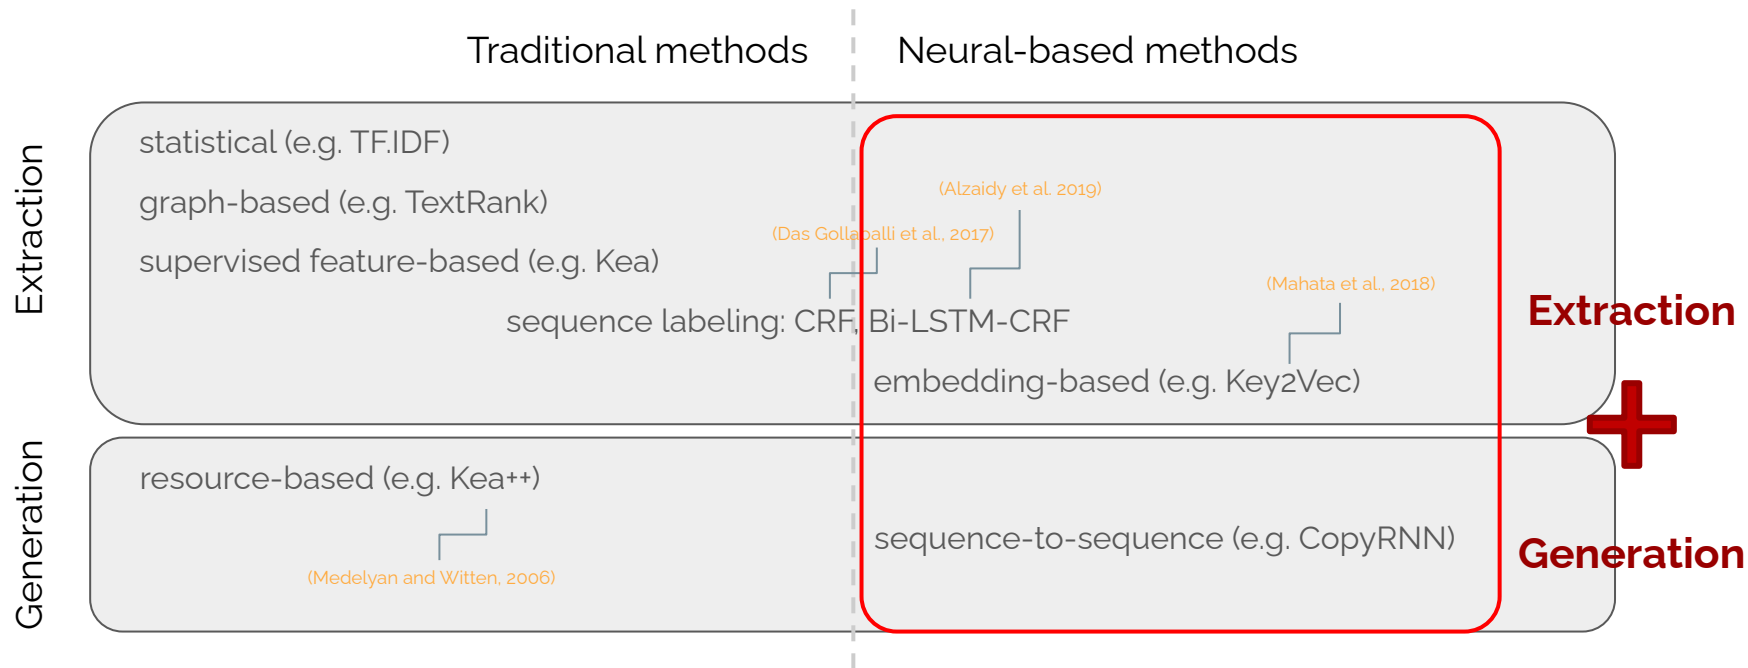 Traditional methods
Neural-based methods
Extraction
statistical (e.g. TF.IDF)
graph-based (e.g. TextRank)
(Alzaidy et al. 2019)
(Das Gollapalli et al., 2017)
supervised feature-based (e.g. Kea)
(Mahata et al., 2018)
sequence labeling: CRF, Bi-LSTM-CRF
Extraction
embedding-based (e.g. Key2Vec)
Generation
resource-based (e.g. Kea++)
sequence-to-sequence (e.g. CopyRNN)
Generation
(Medelyan and Witten, 2006)